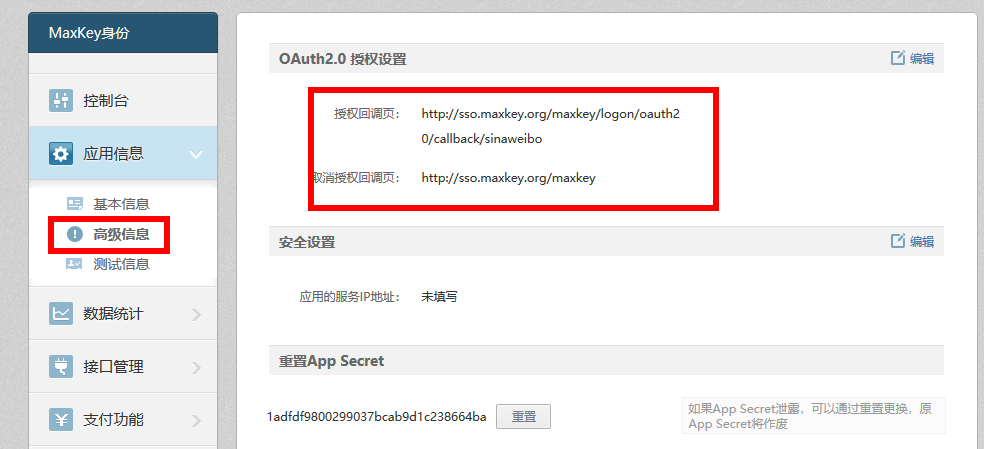 MaxKey身份
控制台
应用信息
基本信息
高级信息
测试信息
数据统计
接口管理
支付功能
OAuth2.0 授权设置
编辑
授权回调页：
http://sso.maxkey.org/maxkey/logon/oauth2
0/callback/sinaweibo
取消授权回调页：
http://sso.maxkey.org/maxkey
安全设置
编辑
应用的服务IP地址：
未填写
重置App Secret
1adfdf9800299037bcab9d1c238664ba
重置
如果App Secret泄露，可以通过重置更换，原
App Secret将作废